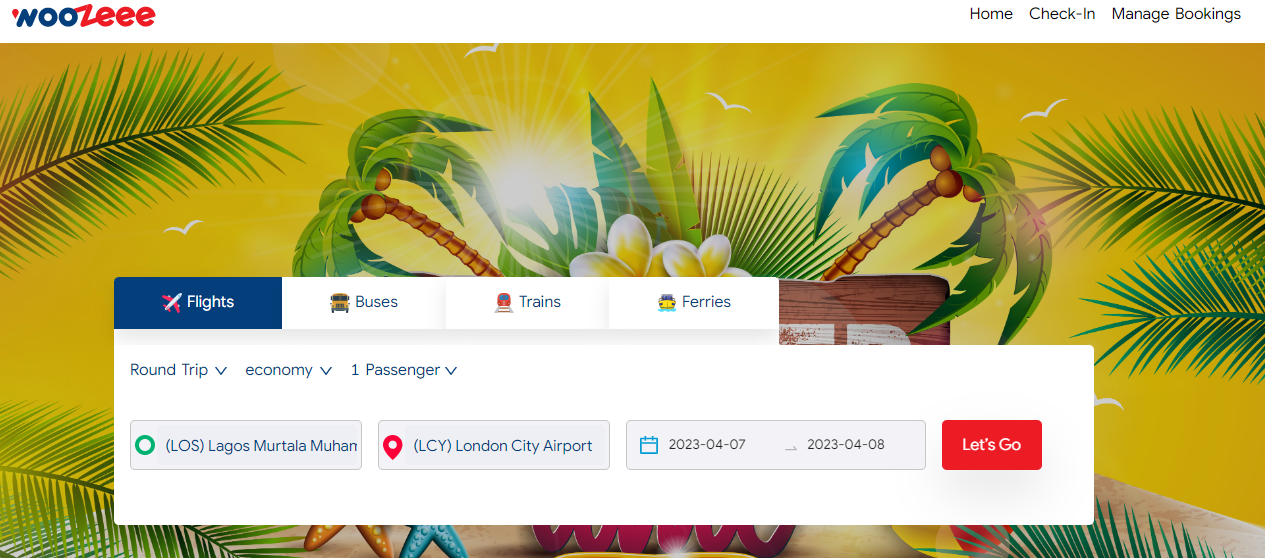 wooZeee
Home Check-In Manage Bookings
Flights Buses Trains Ferries
Round Trip economy 1 Passenger
(LOS) Lagos Murtala Muham (LCY) London City Airport 2023-04-07 2023-04-08 Let's Go